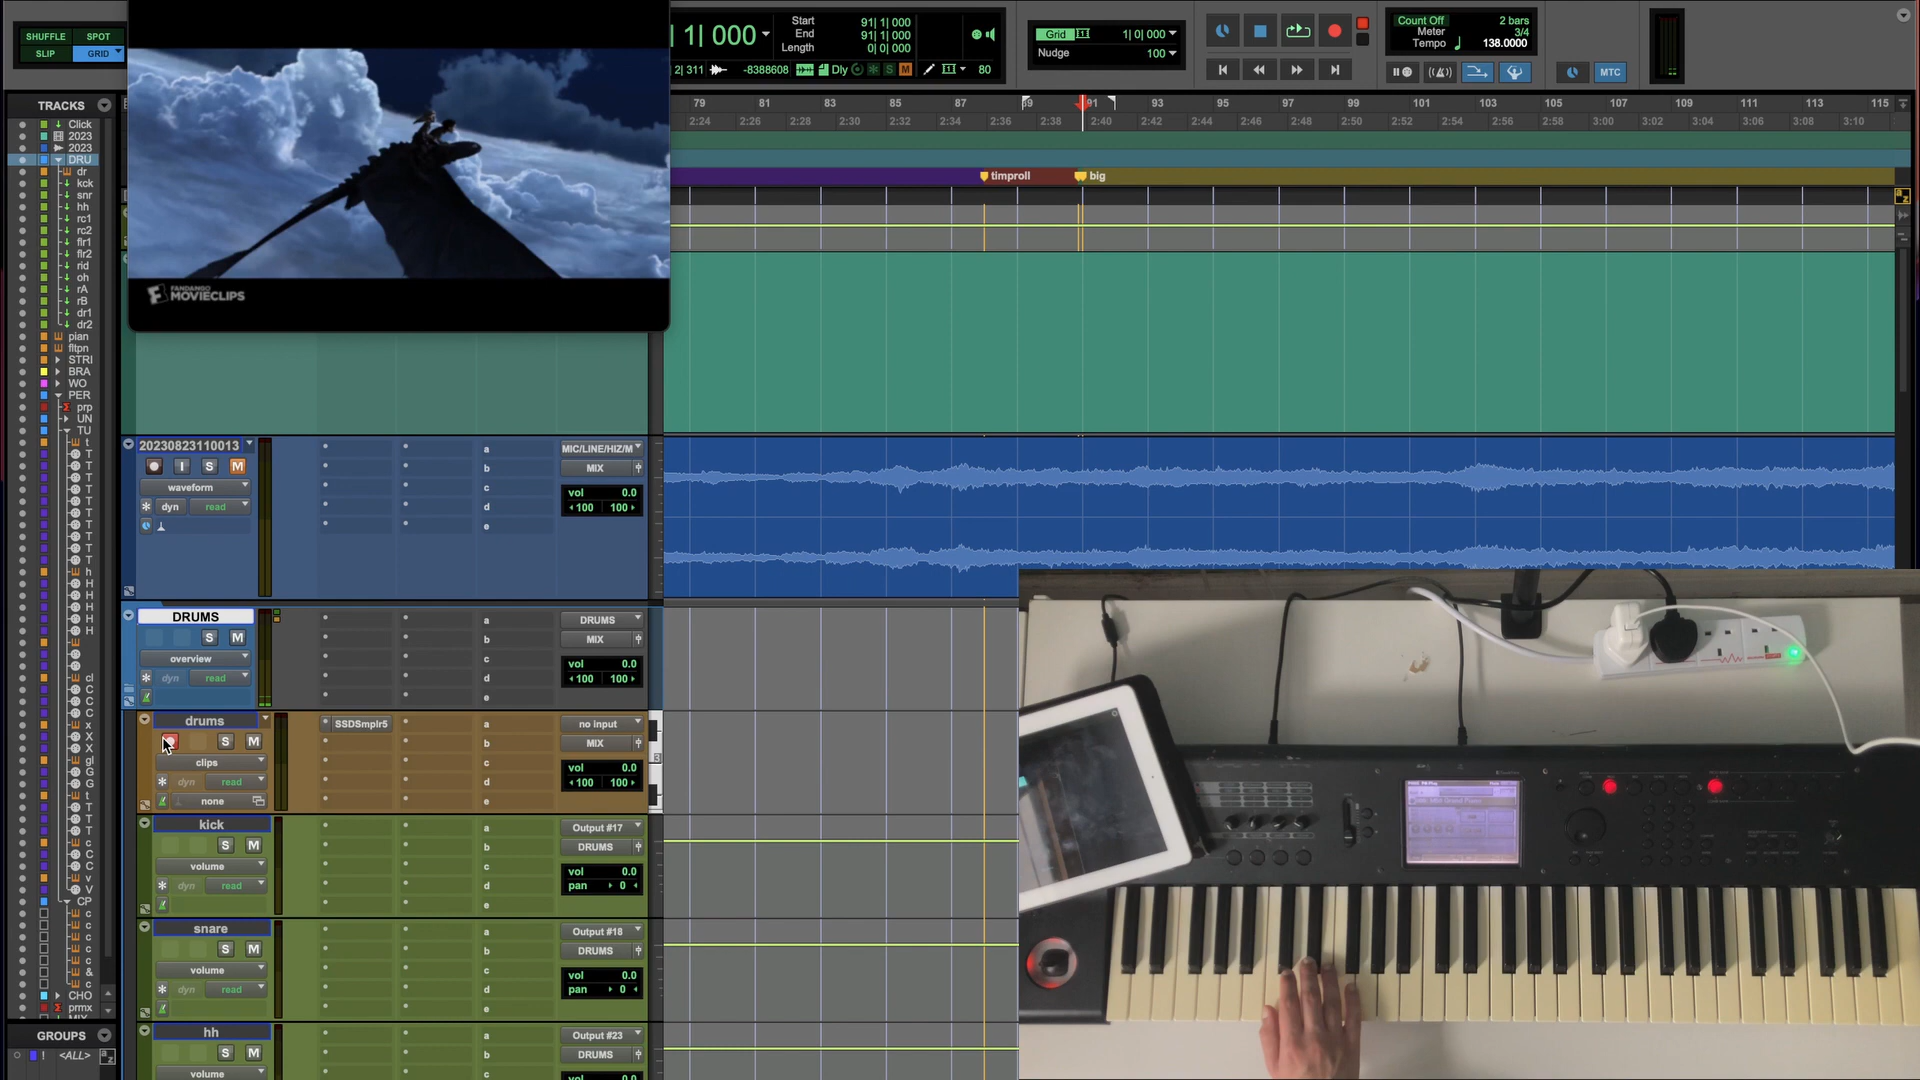 SHUFFLE SPOT
SLIP GRID
FANDANGO
MOVIECLIPS
1| 000
Start 91| 1| 000
End 91| 1| 000
Length 0| 0| 000
2| 311 -8388608 Dly S M 80
Grid 1| 0| 000
Nudge 100
Count Off 2 bars
Meter 3/4
Tempo 138.0000
MTC
79 81 83 85 87 89 91 93 95 97 99 101 103 105 107 109 111 113 115
2:24 2:26 2:30 2:32 2:34 2:36 2:38 2:40 2:42 2:44 2:46 2:48 2:50 2:52 2:54 2:56 2:58 3:00 3:02 3:04 3:06 3:08 3:10
timproll big
TRACKS
Click
2023
2023
DRU
dr
kck
snr
hh
rc1
rc2
flr1
flr2
rid
oh
rA
rB
dr1
dr2
pian
fltpn
STRI
BRA
WO
PER
prp
UN
TU
t
T
T
T
T
T
T
T
T
T
T
h
H
H
H
H
H
cl
C
C
C
x
X
X
gl
G
G
t
T
T
T
c
C
C
v
V
CP
c
c
c
c
&
c
CHO
prmx
GROUPS
! <ALL>
20230823110013
I S M
waveform
dyn read
a
b
c
d
e
MIC/LINE/HIZ/M
MIX
vol 0.0
100 100
DRUMS
S M
overview
dyn read
a
b
c
d
e
DRUMS
MIX
vol 0.0
100 100
drums
S M
clips
dyn read
none
SSDSmplr5
a
b
c
d
e
no input
MIX
vol 0.0
100 100
3
kick
S M
volume
dyn read
a
b
c
d
e
Output #17
DRUMS
vol 0.0
pan 0
snare
S M
volume
dyn read
a
b
c
d
e
Output #18
DRUMS
vol 0.0
pan 0
hh
S M
volume
a
b
c
Output #23
DRUMS
vol 0.0